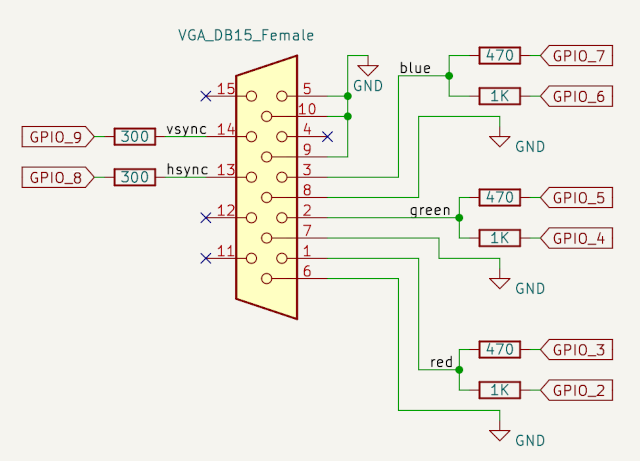 VGA_DB15_Female
15
5
GND
blue
470
GPIO_7
10
1K
GPIO_6
GPIO_9
300
vsync
14
4
GND
9
GPIO_8
300
hsync
13
3
8
470
GPIO_5
12
2
green
7
1K
GPIO_4
11
1
GND
6
470
GPIO_3
red
1K
GPIO_2
GND